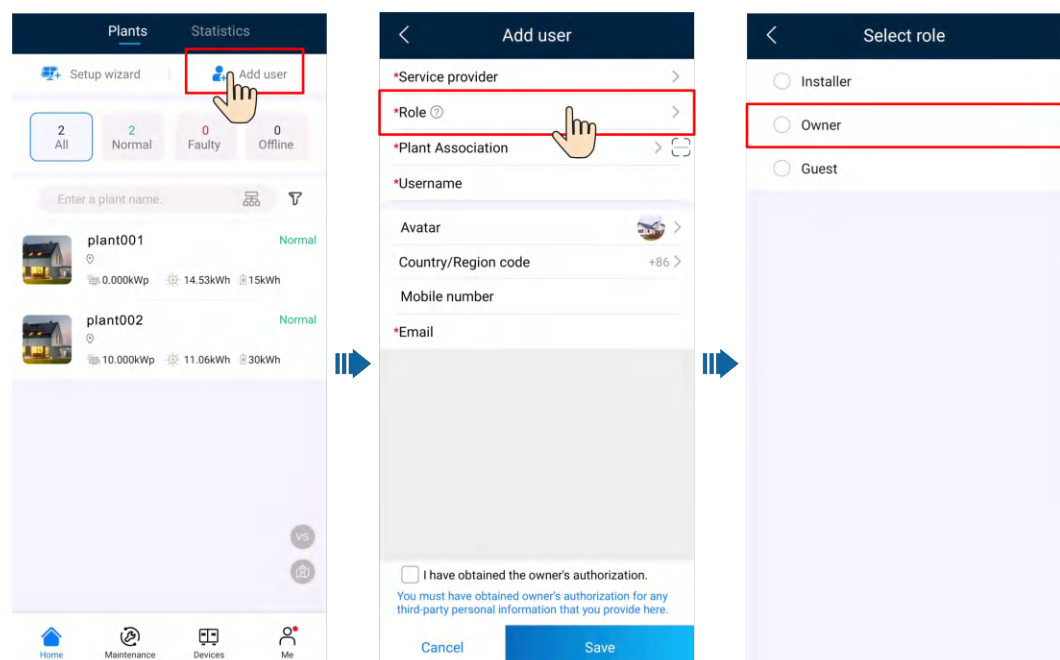 Plants Statistics
Setup wizard Add user
2 2 0 0
All Normal Faulty Offline
Enter a plant name.
plant001 Normal
0.000kWp 14.53kWh 15kWh
plant002 Normal
10.000kWp 11.06kWh 30kWh
VS
Home Maintenance Devices Me
Add user
*Service provider
*Role ?
*Plant Association
*Username
Avatar
Country/Region code +86
Mobile number
*Email
I have obtained the owner's authorization.
You must have obtained owner's authorization for any
third-party personal information that you provide here.
Cancel Save
Select role
Installer
Owner
Guest